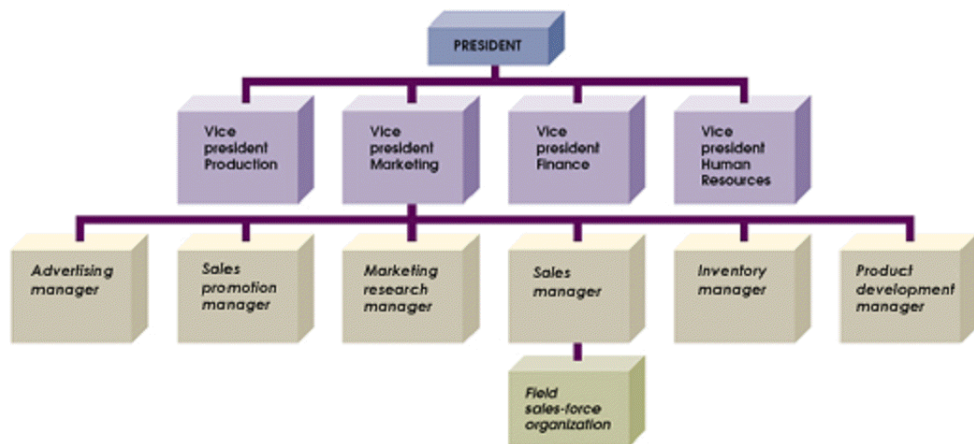 PRESIDENT
Vice
president
Production
Vice
president
Marketing
Vice
president
Finance
Vice
president
Human
Resources
Advertising
manager
Sales
promotion
manager
Marketing
research
manager
Sales
manager
Inventory
manager
Product
development
manager
Field
sales-force
organization